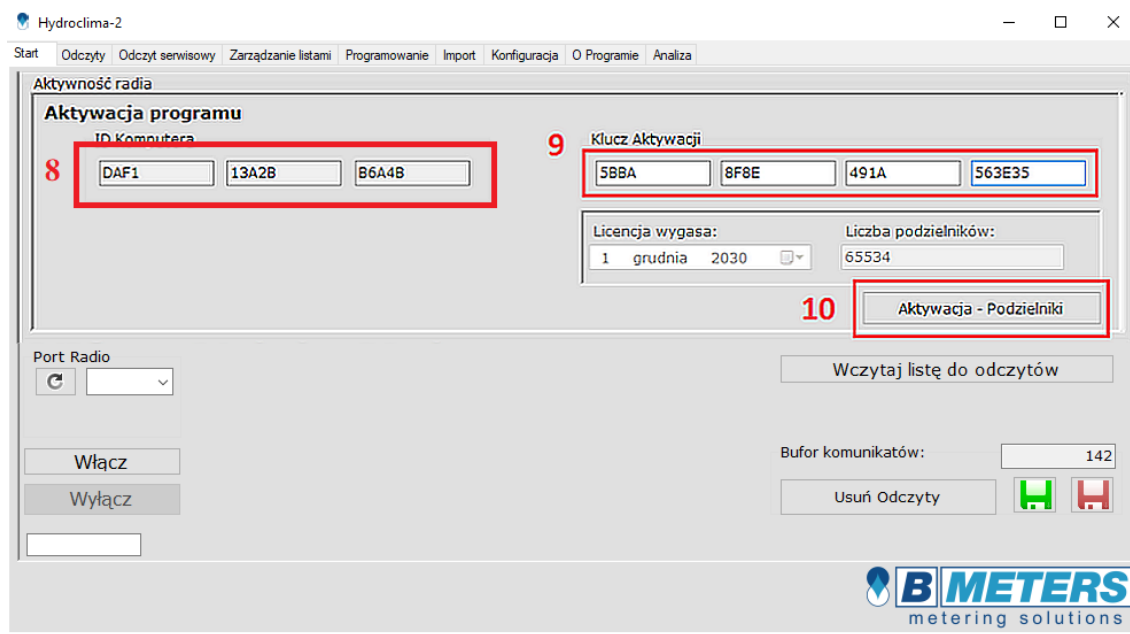 Hydroclima-2
Start Odczyty Odczyt serwisowy Zarządzanie listami Programowanie Import Konfiguracja O Programie Analiza
Aktywność radia
Aktywacja programu
ID Komputera
8
DAF1 13A2B B6A4B
9
Klucz Aktywacji
5BBA 8F8E 491A 563E35
Licencja wygasa: Liczba podzielników:
1 grudnia 2030 65534
10
Aktywacja - Podzielniki
Port Radio
Wczytaj listę do odczytów
Włącz
Wyłącz
Bufor komunikatów: 142
Usuń Odczyty
B METERS
metering solutions